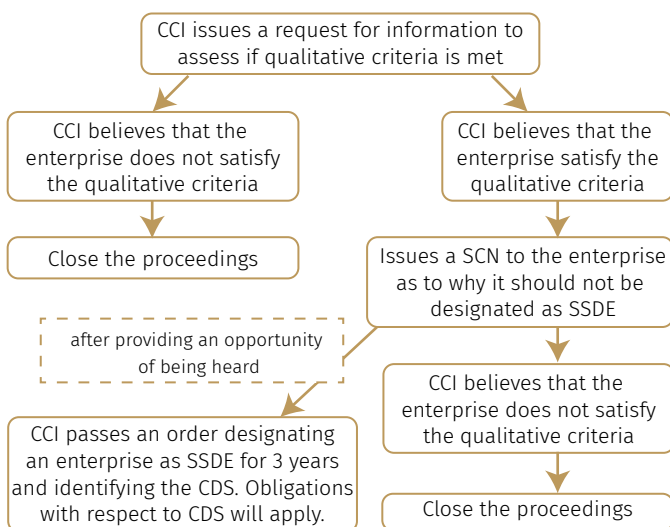 CCI issues a request for information to
assess if qualitative criteria is met
CCI believes that the
enterprise does not satisfy
the qualitative criteria
CCI believes that the
enterprise satisfy the
qualitative criteria
Close the proceedings
Issues a SCN to the enterprise
as to why it should not be
designated as SSDE
after providing an opportunity
of being heard
CCI believes that the
enterprise does not satisfy
the qualitative criteria
CCI passes an order designating
an enterprise as SSDE for 3 years
and identifying the CDS. Obligations
with respect to CDS will apply.
Close the proceedings